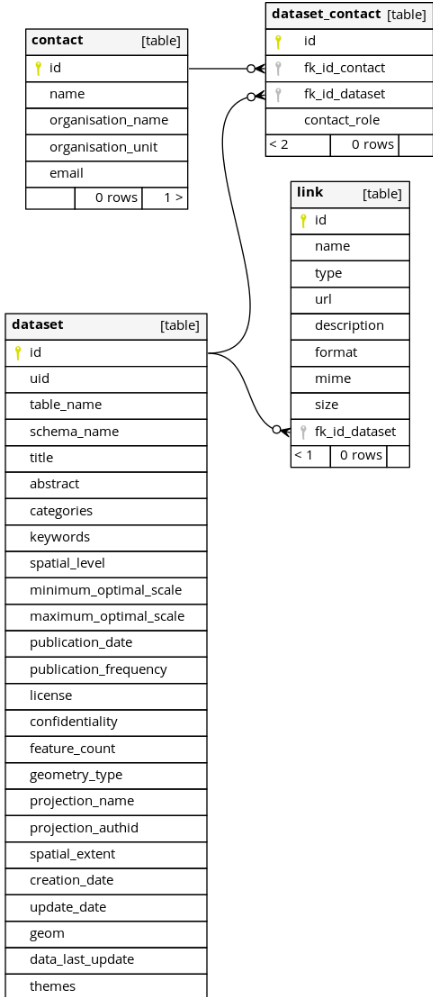 contact [table]
id
name
organisation_name
organisation_unit
email
0 rows 1 >
dataset_contact [table]
id
fk_id_contact
fk_id_dataset
contact_role
< 2 0 rows
link [table]
id
name
type
url
description
format
mime
size
fk_id_dataset
< 1 0 rows
dataset [table]
id
uid
table_name
schema_name
title
abstract
categories
keywords
spatial_level
minimum_optimal_scale
maximum_optimal_scale
publication_date
publication_frequency
license
confidentiality
feature_count
geometry_type
projection_name
projection_authid
spatial_extent
creation_date
update_date
geom
data_last_update
themes